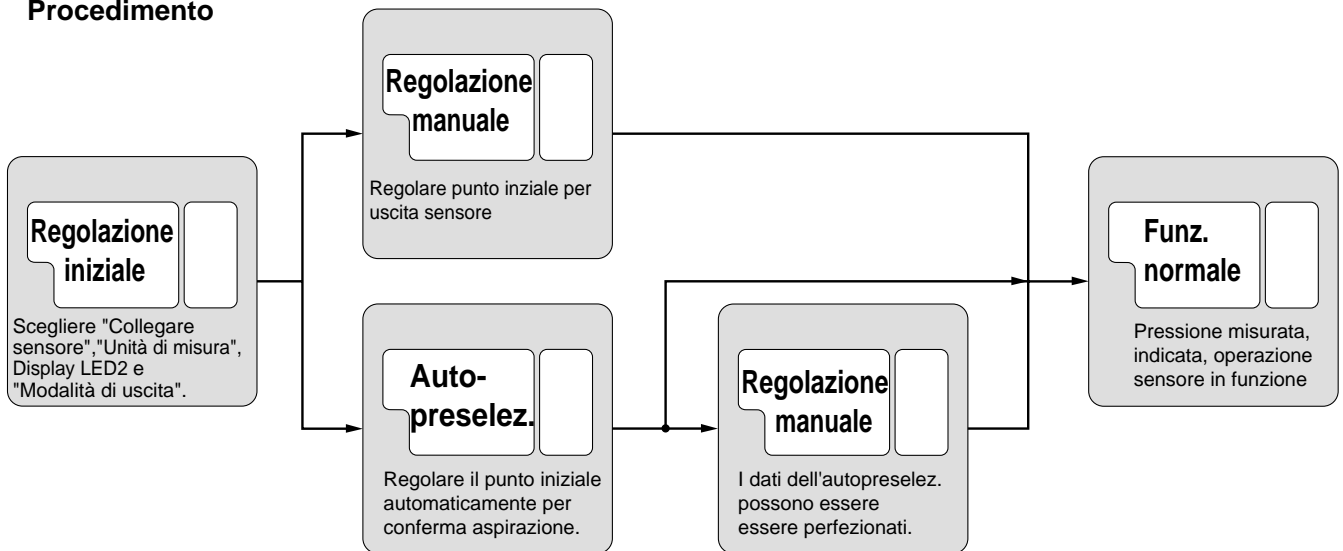 Procedimento
Regolazione
manuale
Regolare punto inziale per
uscita sensore
Regolazione
iniziale
Scegliere "Collegare
sensore","Unità di misura",
Display LED2 e
"Modalità di uscita".
Funz.
normale
Pressione misurata,
indicata, operazione
sensore in funzione
Auto-
preselez.
Regolare il punto iniziale
automaticamente per
conferma aspirazione.
Regolazione
manuale
I dati dell'autopreselez.
possono essere
essere perfezionati.